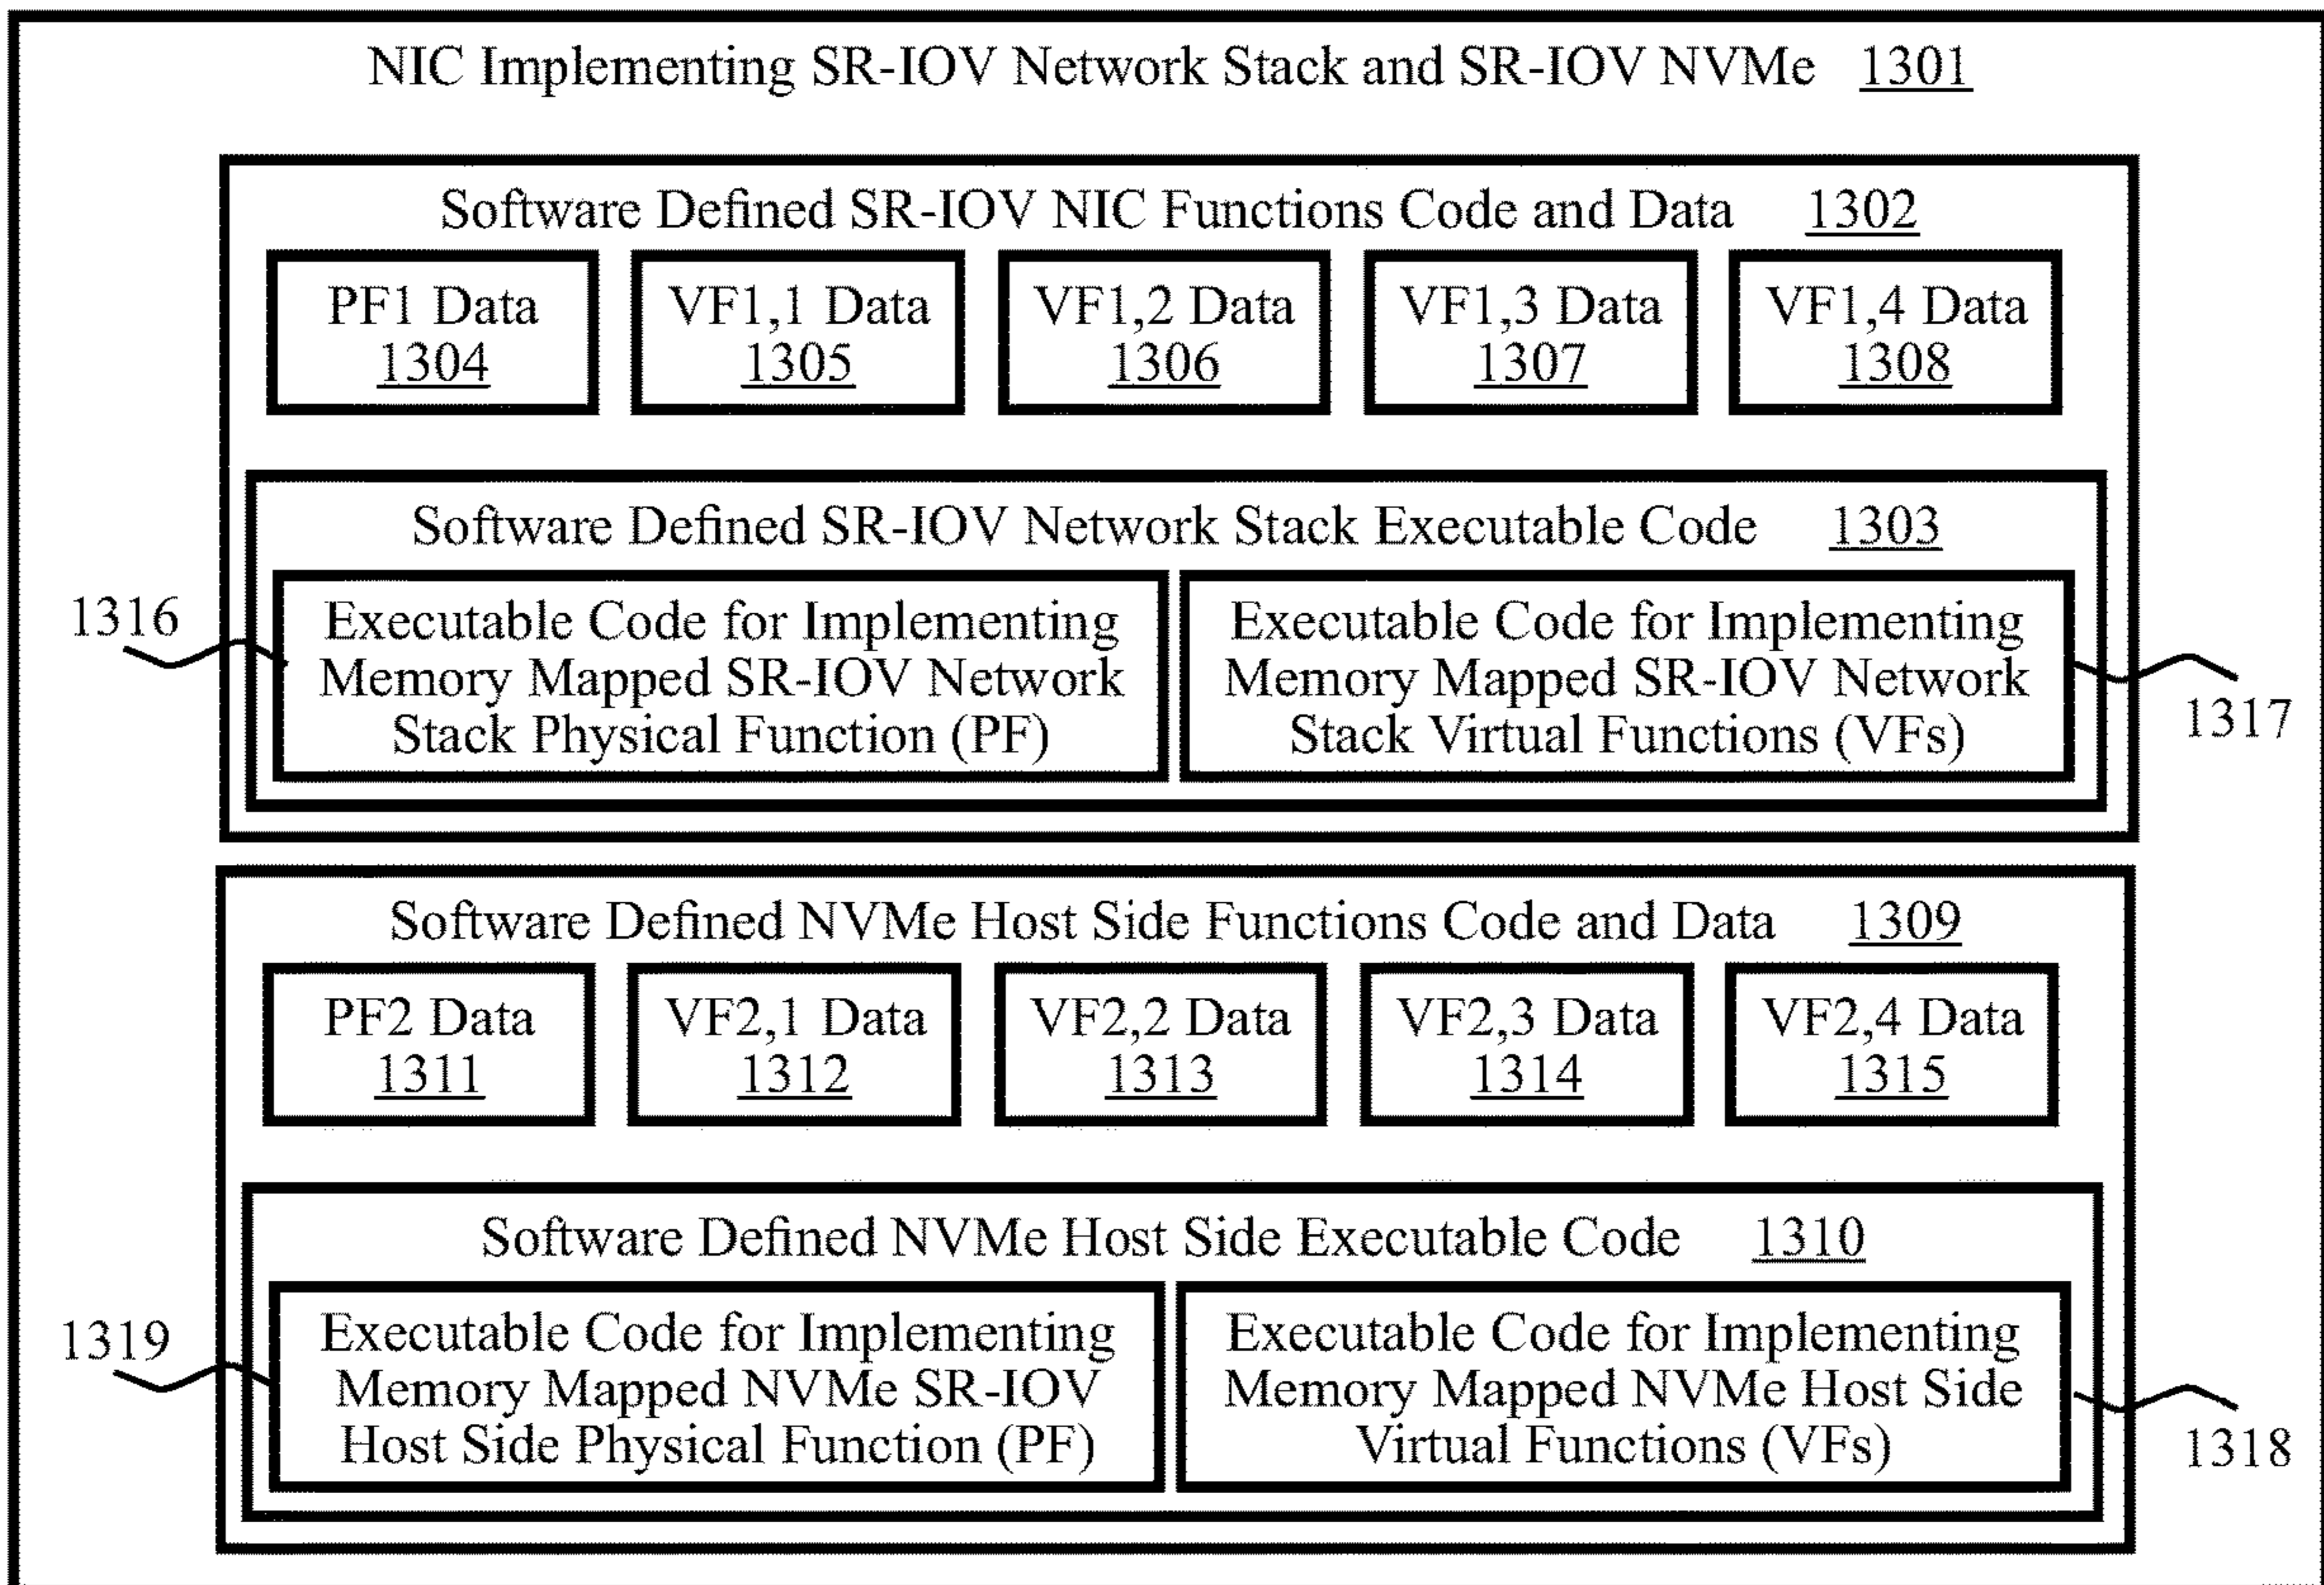 NIC Implementing SR-IOV Network Stack and SR-IOV NVMe 1301
Software Defined SR-IOV NIC Functions Code and Data 1302
PF1 Data
1304
VF1,1 Data
1305
VF1,2 Data
1306
VF1,3 Data
1307
VF1,4 Data
1308
Software Defined SR-IOV Network Stack Executable Code 1303
1316
Executable Code for Implementing
Memory Mapped SR-IOV Network
Stack Physical Function (PF)
Executable Code for Implementing
Memory Mapped SR-IOV Network
Stack Virtual Functions (VFs)
1317
Software Defined NVMe Host Side Functions Code and Data 1309
PF2 Data
1311
VF2,1 Data
1312
VF2,2 Data
1313
VF2,3 Data
1314
VF2,4 Data
1315
Software Defined NVMe Host Side Executable Code 1310
1319
Executable Code for Implementing
Memory Mapped NVMe SR-IOV
Host Side Physical Function (PF)
Executable Code for Implementing
Memory Mapped NVMe Host Side
Virtual Functions (VFs)
1318